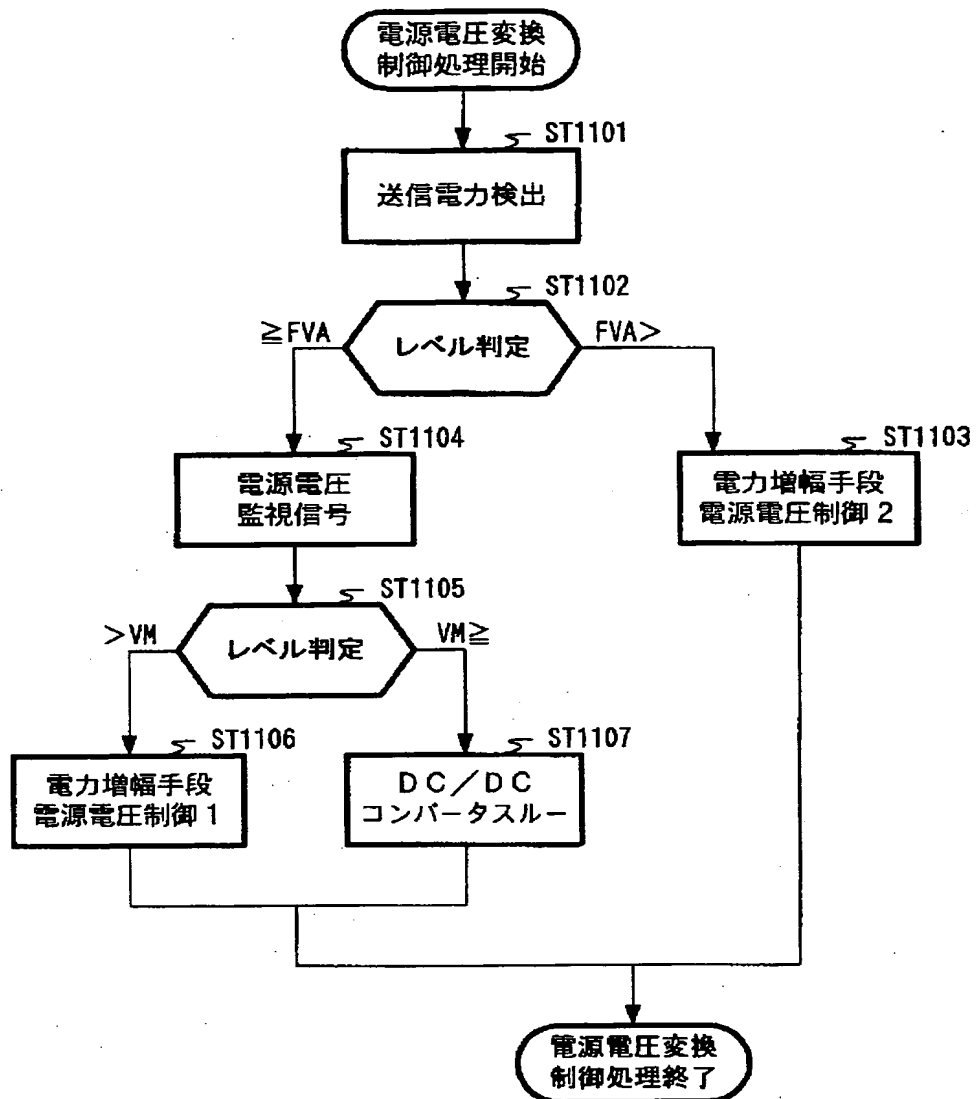 電源電圧変換
制御処理開始
ST1101
送信電力検出
ST1102
≧FVA
レベル判定
FVA>
ST1104
電源電圧
監視信号
ST1103
電力増幅手段
電源電圧制御2
ST1105
>VM
レベル判定
VM≧
ST1106
電力増幅手段
電源電圧制御1
ST1107
DC/DC
コンバータスルー
電源電圧変換
制御処理終了